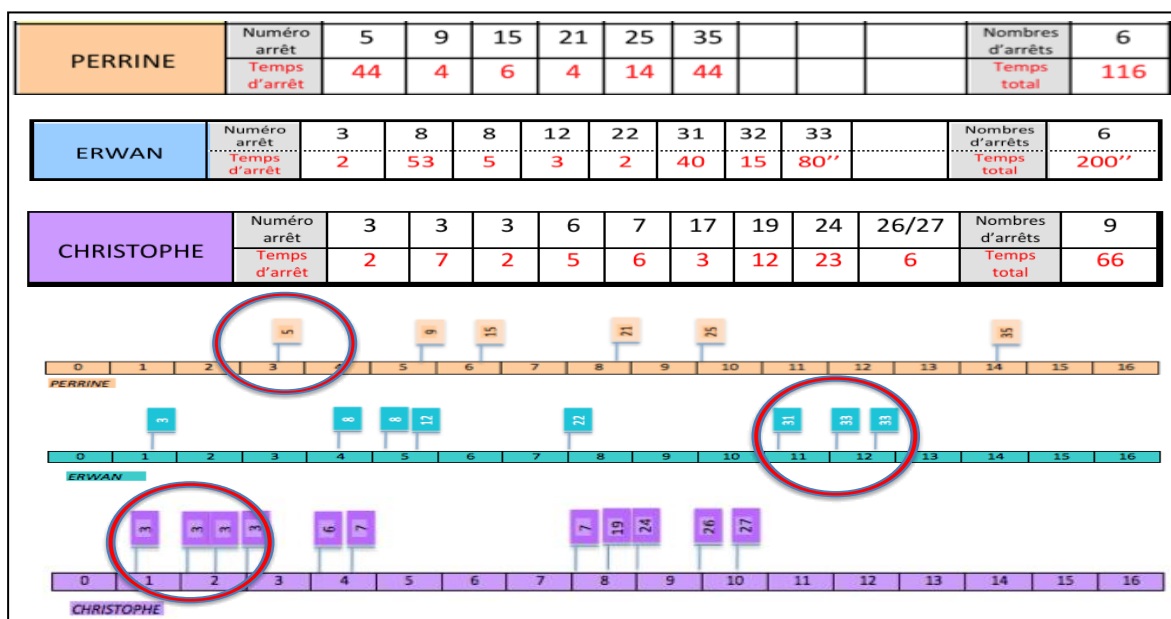 PERRINE
Numéro arrêt 5 9 15 21 25 35 Nombres d'arrêts 6
Temps d'arrêt 44 4 6 4 14 44 Temps total 116
ERWAN
Numéro arrêt 3 8 8 12 22 31 32 33 Nombres d'arrêts 6
Temps d'arrêt 2 53 5 3 2 40 15 80’’ Temps total 200’’
CHRISTOPHE
Numéro arrêt 3 3 3 6 7 17 19 24 26/27 Nombres d'arrêts 9
Temps d'arrêt 2 7 2 5 6 3 12 23 6 Temps total 66
5 9 15 21 25 35
0 1 2 3 4 5 6 7 8 9 10 11 12 13 14 15 16
PERRINE
3 8 8 12 22 31 33 33
0 1 2 3 4 5 6 7 8 9 10 11 12 13 14 15 16
ERWAN
3 3 3 3 6 7 7 19 24 26 27
0 1 2 3 4 5 6 7 8 9 10 11 12 13 14 15 16
CHRISTOPHE